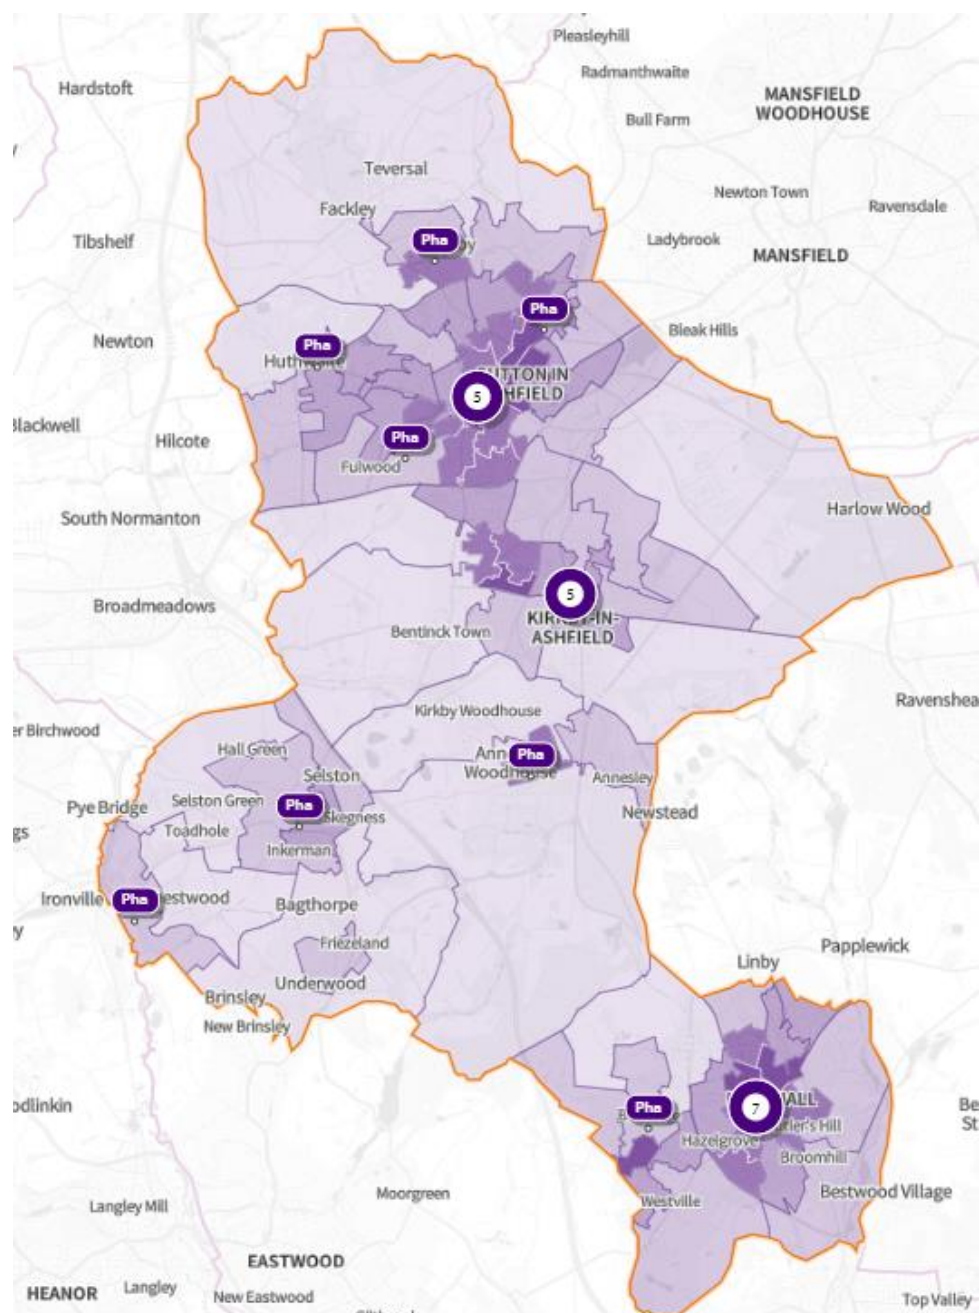 Pleasleyhill
Radmanthwaite
Hardstoft
MANSFIELD
WOODHOUSE
Bull Farm
Teversal
Newton Town
Fackley
Ravensdale
Pha
Ladybrook
Tibshelf
MANSFIELD
Pha
Bleak Hills
Newton
Pha
5
Blackwell
Hilcote
Pha
Fulwood
Harlow Wood
South Normanton
5
Broadmeadows
KIRKBY-IN-
ASHFIELD
Bentinck Town
Kirkby Woodhouse
Hall Green
Pha
Selston
Annesley
Selston Green
Pha
Pye Bridge
Newstead
Toadhole
Inkerman
Ironville
Pha
Bagthorpe
Friezeland
Papplewick
Linby
Underwood
Brinsley
New Brinsley
Pha
7
Hazelgrove
Broomhill
Moorgreen
Westville
Bestwood Village
Langley Mill
EASTWOOD
HEANOR
Langley
New Eastwood
Top Valley